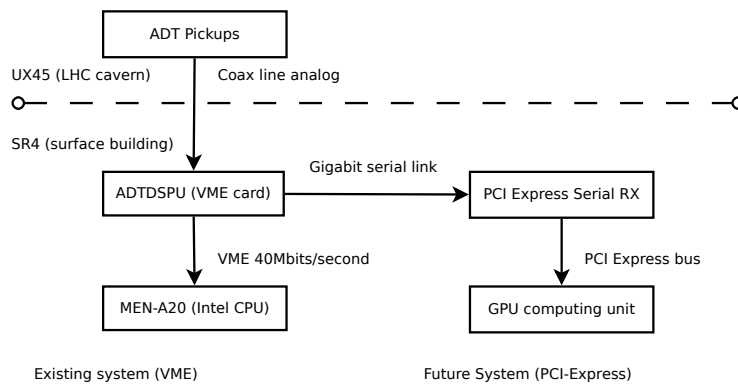 ADT Pickups
UX45 (LHC cavern)
Coax line analog
SR4 (surface building)
Gigabit serial link
ADTDSPU (VME card)
PCI Express Serial RX
VME 40Mbits/second
PCI Express bus
MEN-A20 (Intel CPU)
GPU computing unit
Existing system (VME)
Future System (PCI-Express)